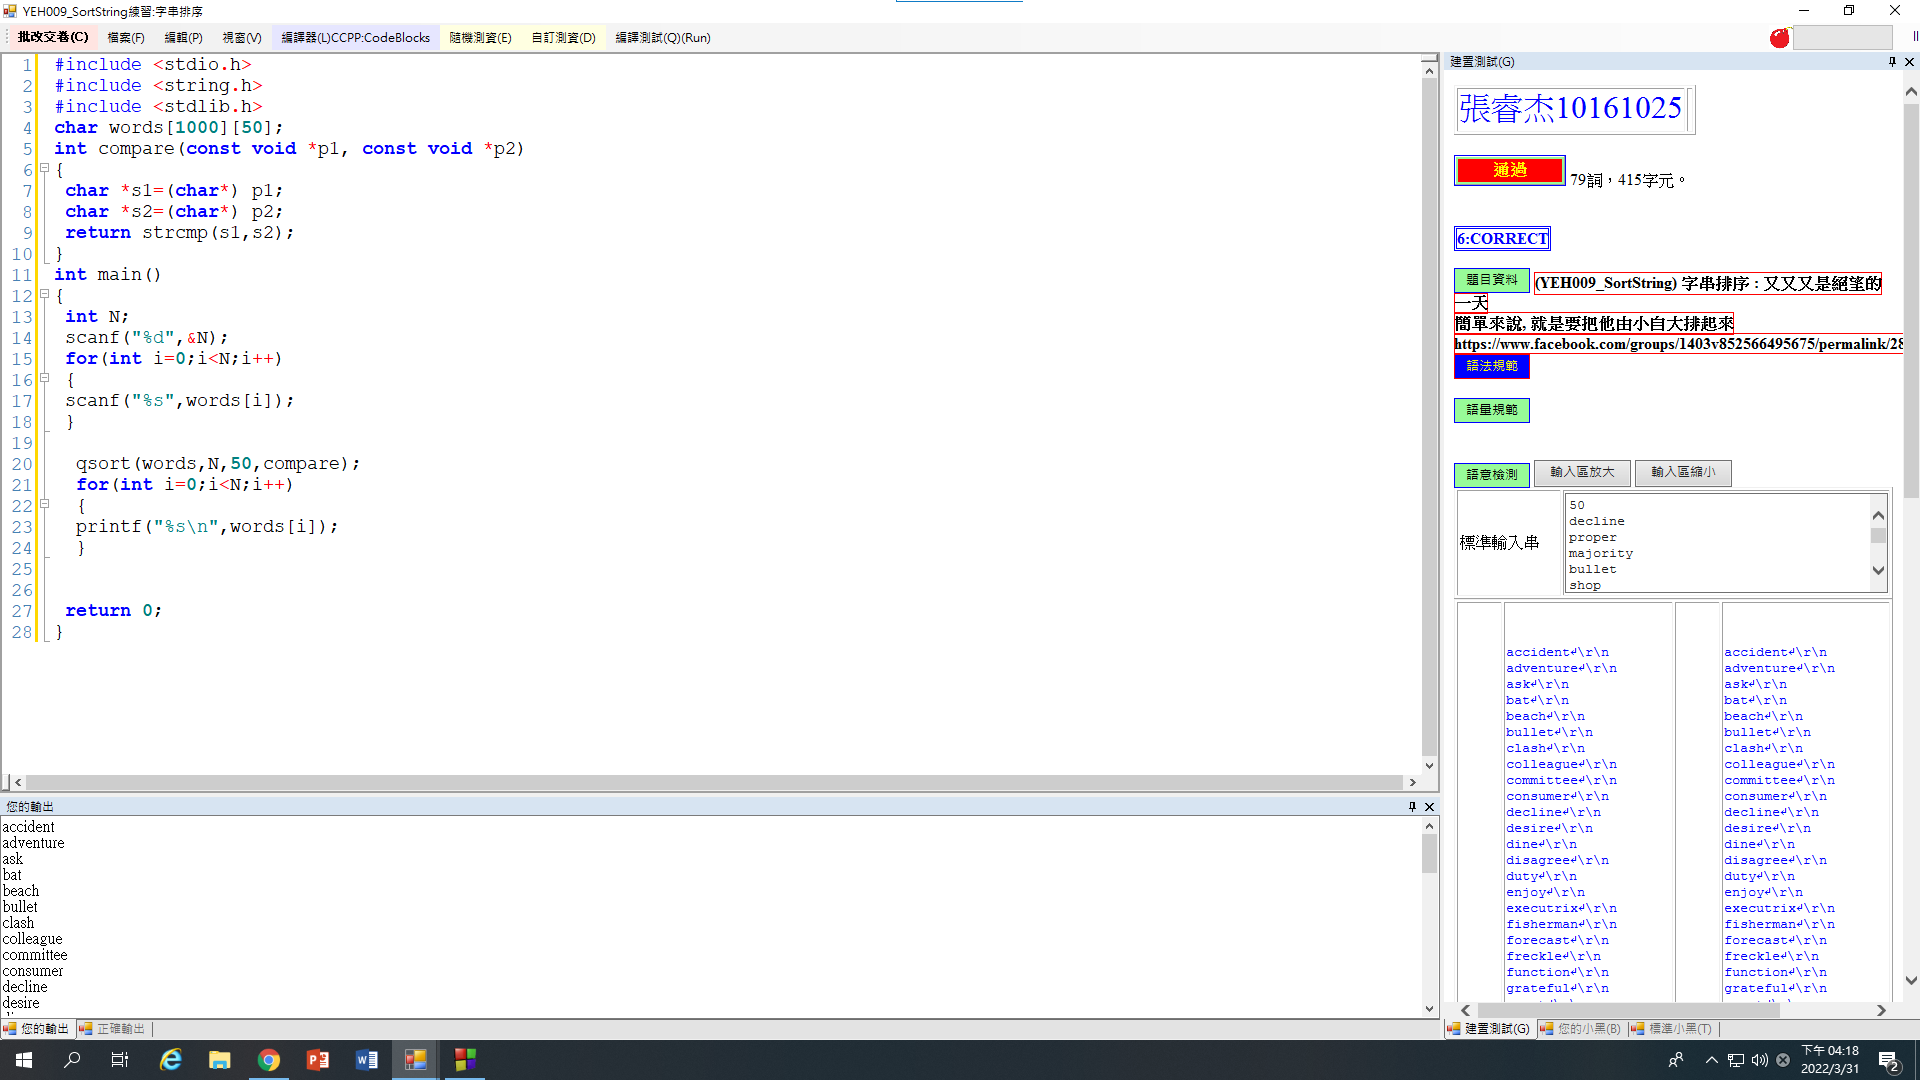 YEH009_SortString練習:字串排序
批改交卷(C) 檔案(F) 編輯(P) 視窗(V) 編譯器(L)CCPP:CodeBlocks 隨機測資(E) 自訂測資(D) 編譯測試(Q)(Run)
1 #include <stdio.h>
2 #include <string.h>
3 #include <stdlib.h>
4 char words[1000][50];
5 int compare(const void *p1, const void *p2)
6 {
7 char *s1=(char*) p1;
8 char *s2=(char*) p2;
9 return strcmp(s1,s2);
10 }
11 int main()
12 {
13 int N;
14 scanf("%d",&N);
15 for(int i=0;i<N;i++)
16 {
17 scanf("%s",words[i]);
18 }
19
20 qsort(words,N,50,compare);
21 for(int i=0;i<N;i++)
22 {
23 printf("%s\n",words[i]);
24 }
25
26
27 return 0;
28 }
您的輸出
accident
adventure
ask
bat
beach
bullet
clash
colleague
committee
consumer
decline
desire
您的輸出 正確輸出
建置測試(G)
張睿杰10161025
通過 79詞，415字元。
6:CORRECT
題目資料 (YEH009_SortString) 字串排序 : 又又又是絕望的
一天
簡單來說, 就是要把他由小自大排起來
https://www.facebook.com/groups/1403v852566495675/permalink/28
語法規範
語量規範
語意檢測 輸入區放大 輸入區縮小
標準輸入串
50
decline
proper
majority
bullet
shop
accident↲\r\n accident↲\r\n
adventure↲\r\n adventure↲\r\n
ask↲\r\n ask↲\r\n
bat↲\r\n bat↲\r\n
beach↲\r\n beach↲\r\n
bullet↲\r\n bullet↲\r\n
clash↲\r\n clash↲\r\n
colleague↲\r\n colleague↲\r\n
committee↲\r\n committee↲\r\n
consumer↲\r\n consumer↲\r\n
decline↲\r\n decline↲\r\n
desire↲\r\n desire↲\r\n
dine↲\r\n dine↲\r\n
disagree↲\r\n disagree↲\r\n
duty↲\r\n duty↲\r\n
enjoy↲\r\n enjoy↲\r\n
executrix↲\r\n executrix↲\r\n
fisherman↲\r\n fisherman↲\r\n
forecast↲\r\n forecast↲\r\n
freckle↲\r\n freckle↲\r\n
function↲\r\n function↲\r\n
grateful↲\r\n grateful↲\r\n
建置測試(G) 您的小黑(B) 標準小黑(T)
下午 04:18
2022/3/31
2